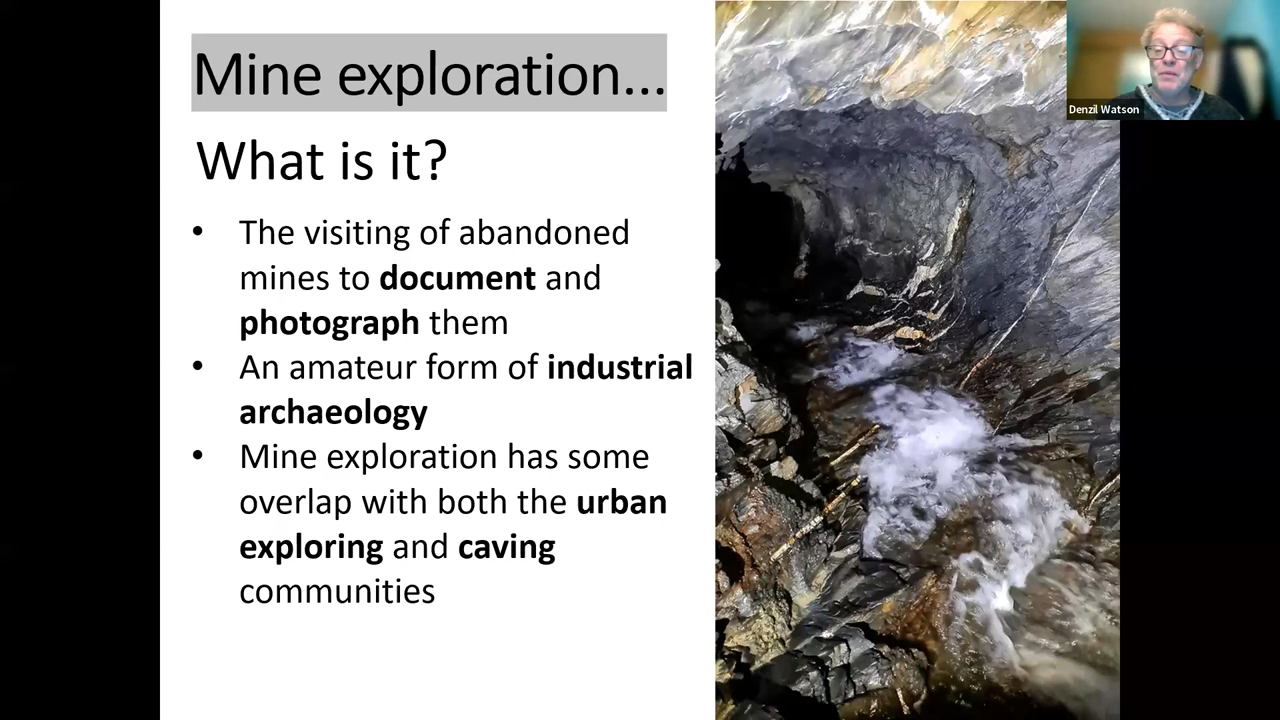 Mine exploration...
What is it?
• The visiting of abandoned
mines to document and
photograph them
• An amateur form of industrial
archaeology
• Mine exploration has some
overlap with both the urban
exploring and caving
communities
Denzil Watson